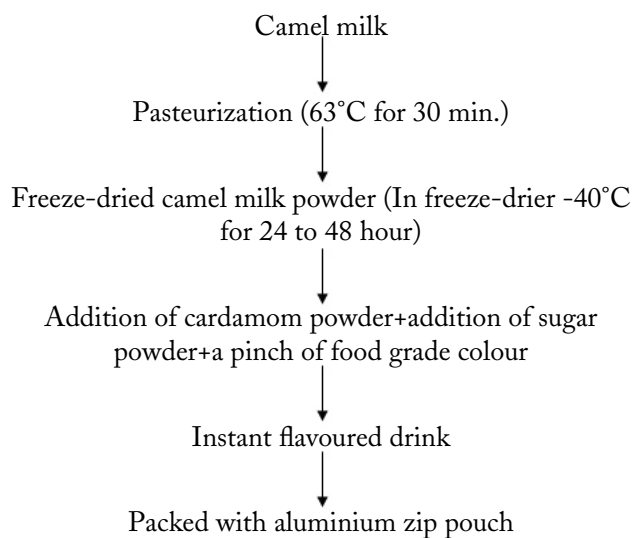 Camel milk
Pasteurization (63°C for 30 min.)
Freeze-dried camel milk powder (In freeze-drier -40°C
for 24 to 48 hour)
Addition of cardamom powder+addition of sugar
powder+a pinch of food grade colour
Instant flavoured drink
Packed with aluminium zip pouch